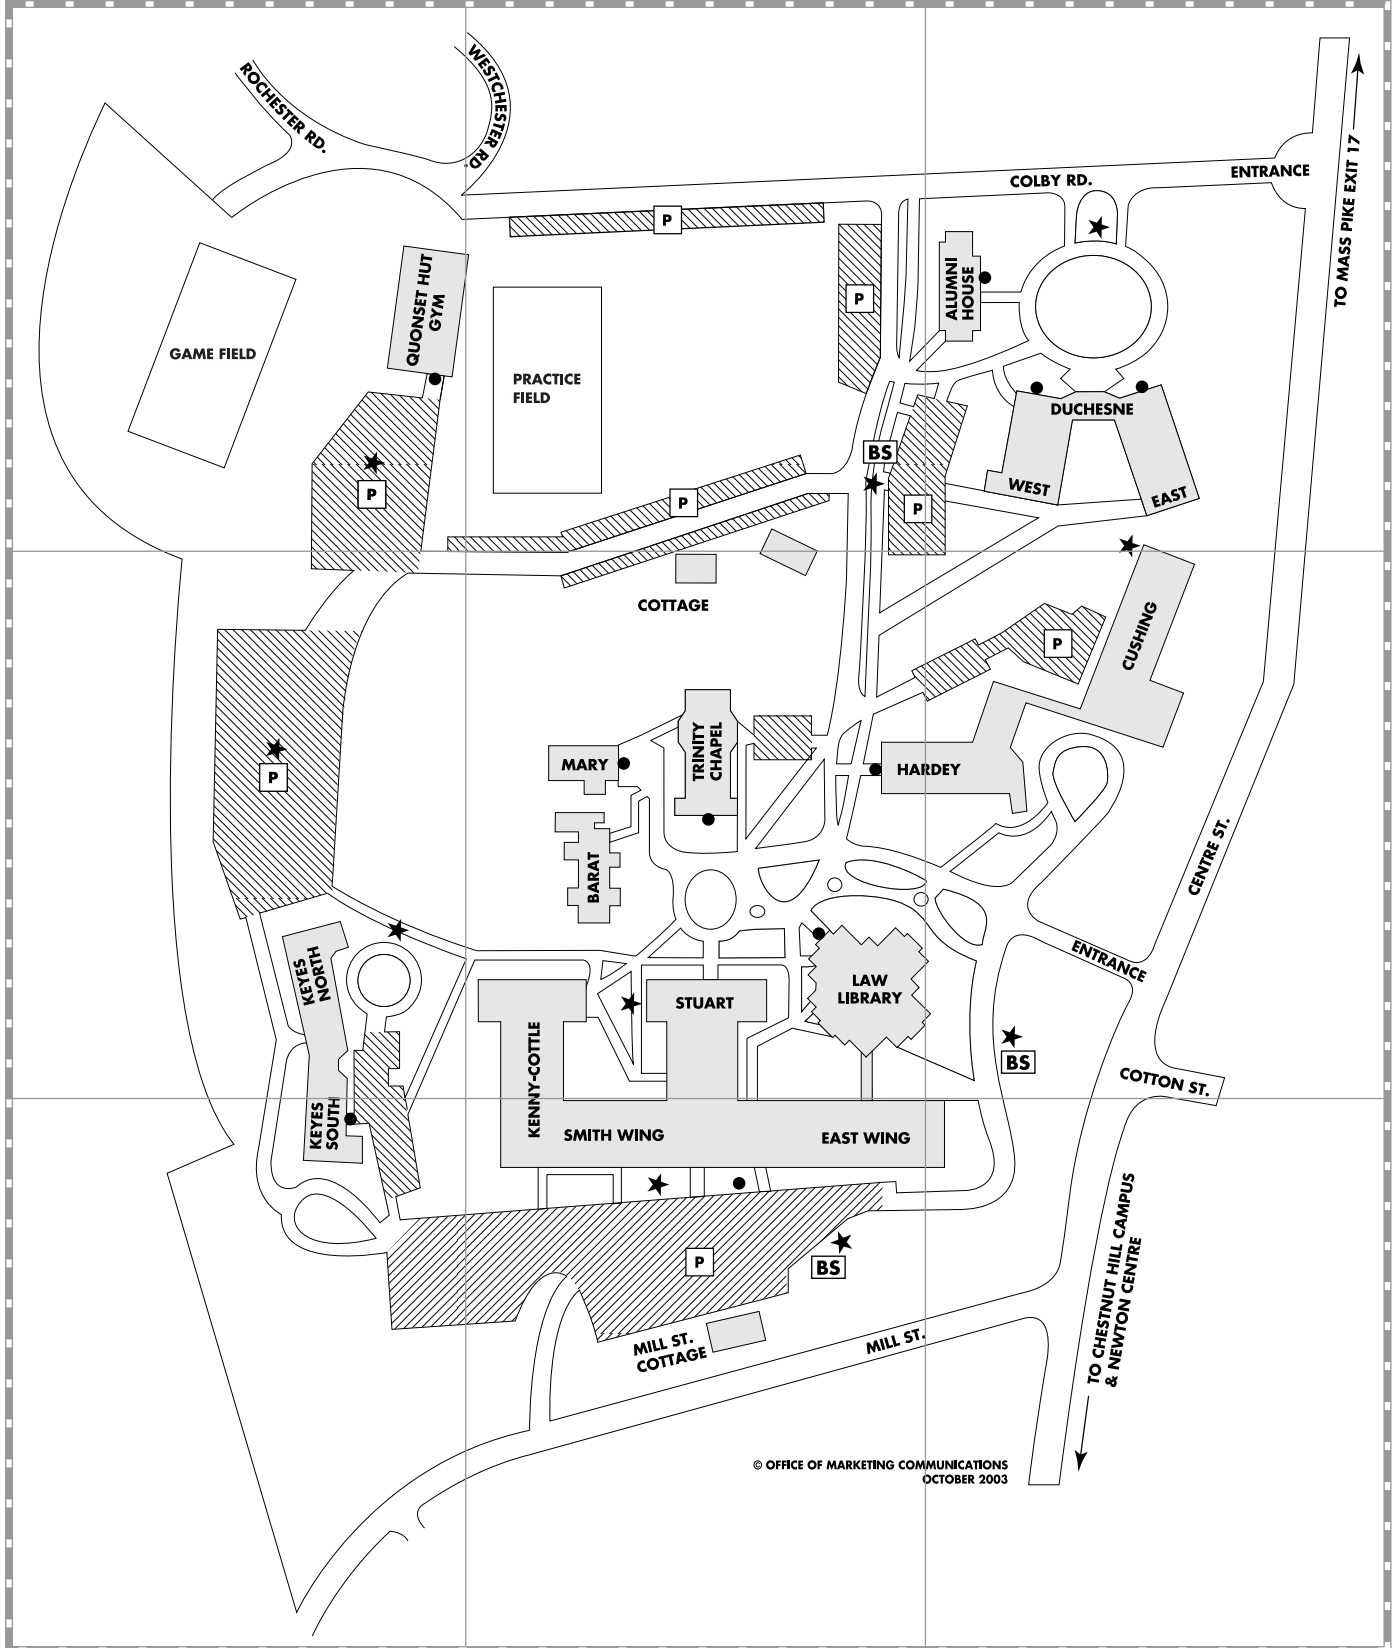 WESTCHESTER RD.
ROCHESTER RD.
TO MASS PIKE EXIT 17
ENTRANCE
COLBY RD.
P
QUONSET HUT
GYM
ALUMNI
HOUSE
P
GAME FIELD
PRACTICE
FIELD
DUCHESNE
BS
WEST
EAST
P
P
P
COTTAGE
CUSHING
P
TRINITY
CHAPEL
MARY
HARDEY
P
BARAT
CENTRE ST.
ENTRANCE
KEYES
NORTH
LAW
LIBRARY
STUART
KENNY-COTTLE
BS
COTTON ST.
KEYES
SOUTH
SMITH WING
EAST WING
P
BS
TO CHESTNUT HILL CAMPUS
& NEWTON CENTRE
MILL ST.
COTTAGE
MILL ST.
© OFFICE OF MARKETING COMMUNICATIONS
OCTOBER 2003